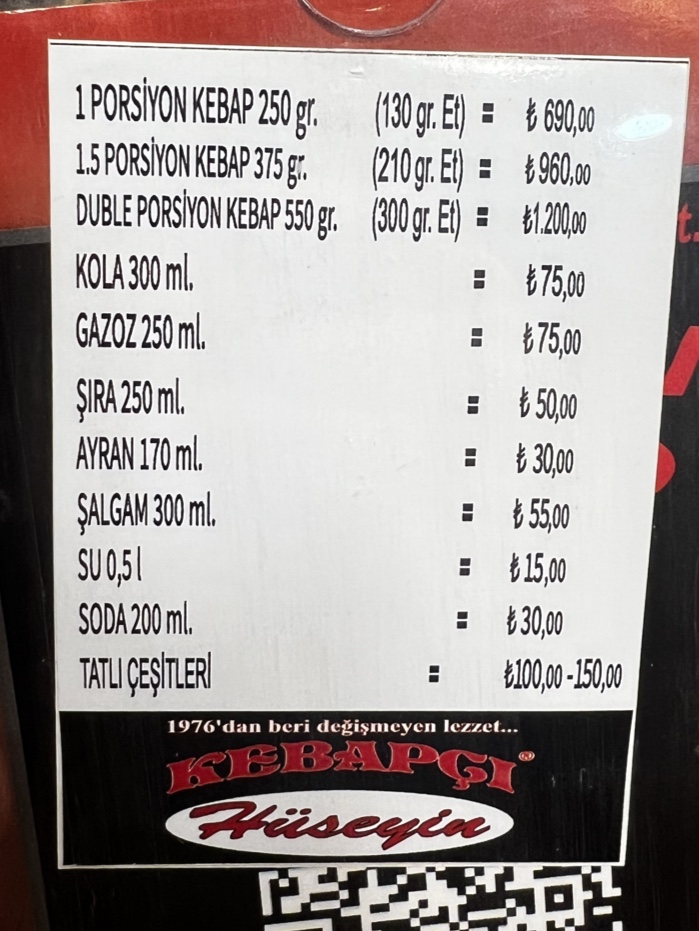 1 PORSİYON KEBAP 250 gr. (130 gr. Et) = ₺ 690,00
1.5 PORSİYON KEBAP 375 gr. (210 gr. Et) = ₺ 960,00
DUBLE PORSİYON KEBAP 550 gr. (300 gr. Et) = ₺1.200,00
KOLA 300 ml. = ₺ 75,00
GAZOZ 250 ml. = ₺ 75,00
ŞIRA 250 ml. = ₺ 50,00
AYRAN 170 ml. = ₺ 30,00
ŞALGAM 300 ml. = ₺ 55,00
SU 0,5 l = ₺ 15,00
SODA 200 ml. = ₺ 30,00
TATLI ÇEŞİTLERİ = ₺100,00 -150,00
1976'dan beri değişmeyen lezzet...
KEBAPÇI®
Hüseyin